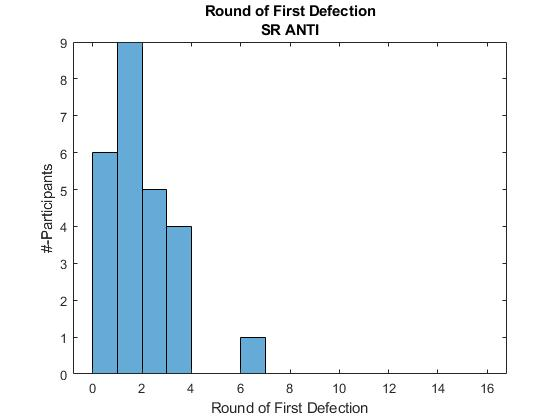 Round of First Defection
SR ANTI
9
8
7
6
5
4
3
2
1
0
#-Participants
0 2 4 6 8 10 12 14 16
Round of First Defection